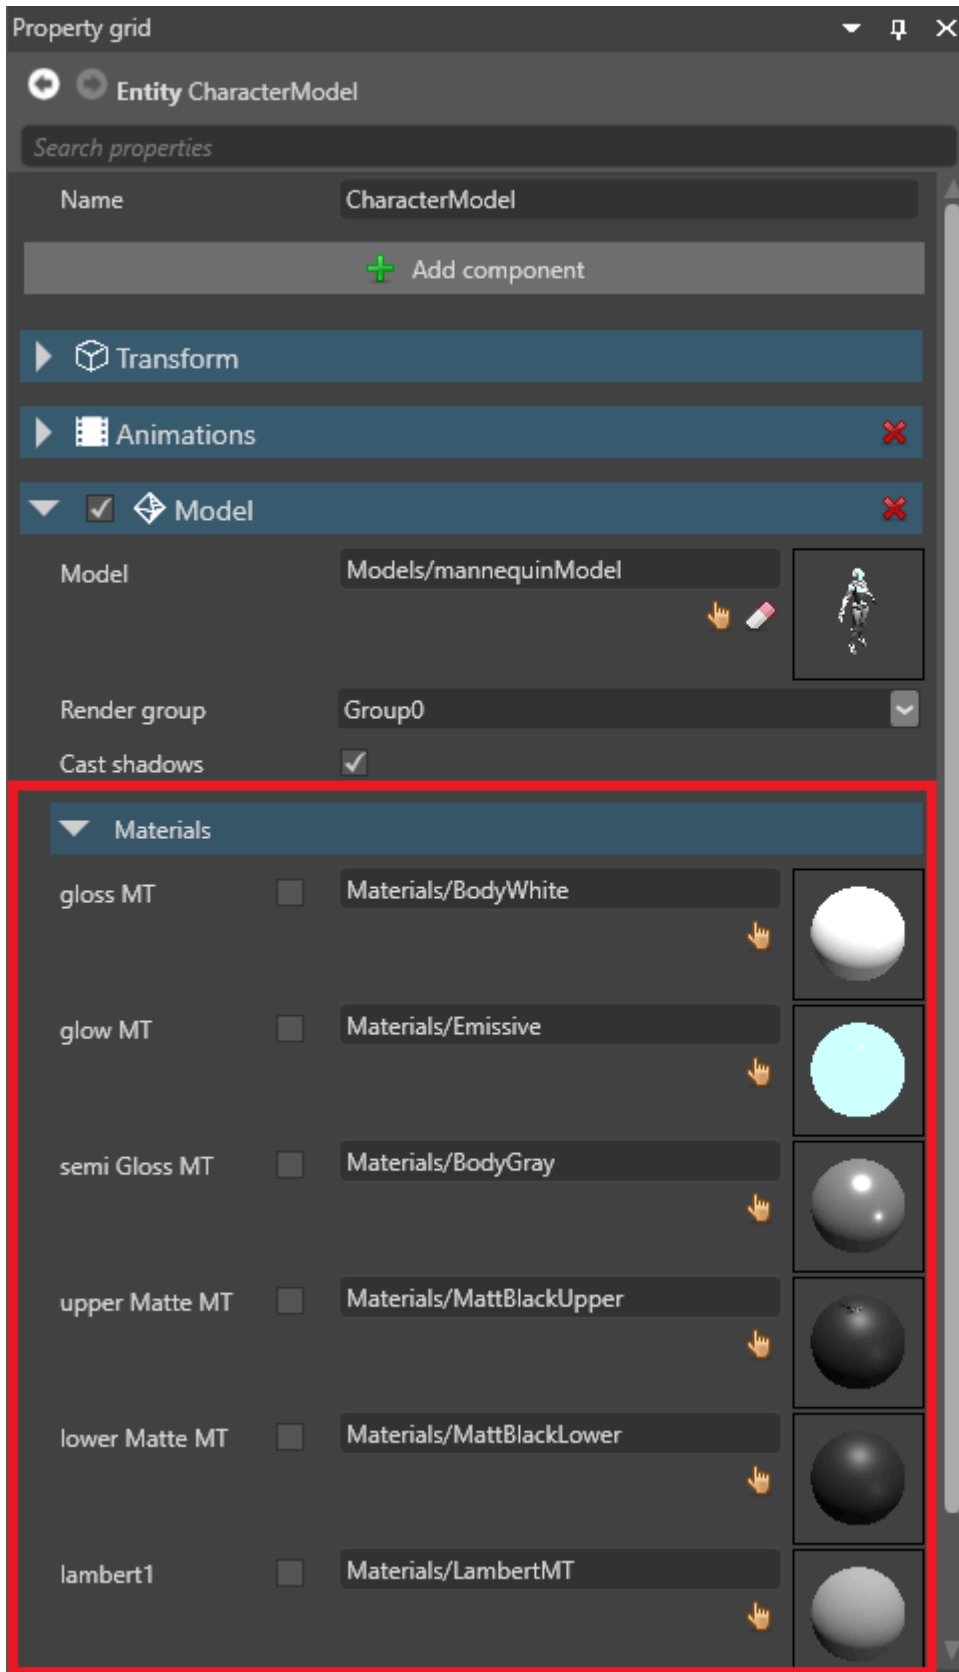 Property grid
Entity CharacterModel
Search properties
Name CharacterModel
Add component
Transform
Animations
Model
Model Models/mannequinModel
Render group Group0
Cast shadows
Materials
gloss MT Materials/BodyWhite
glow MT Materials/Emissive
semi Gloss MT Materials/BodyGray
upper Matte MT Materials/MattBlackUpper
lower Matte MT Materials/MattBlackLower
lambert1 Materials/LambertMT